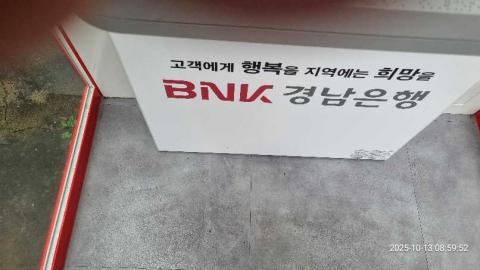 고객에게 행복을 지역에는 희망을
BNK 경남은행
2025-10-13 08:59:52